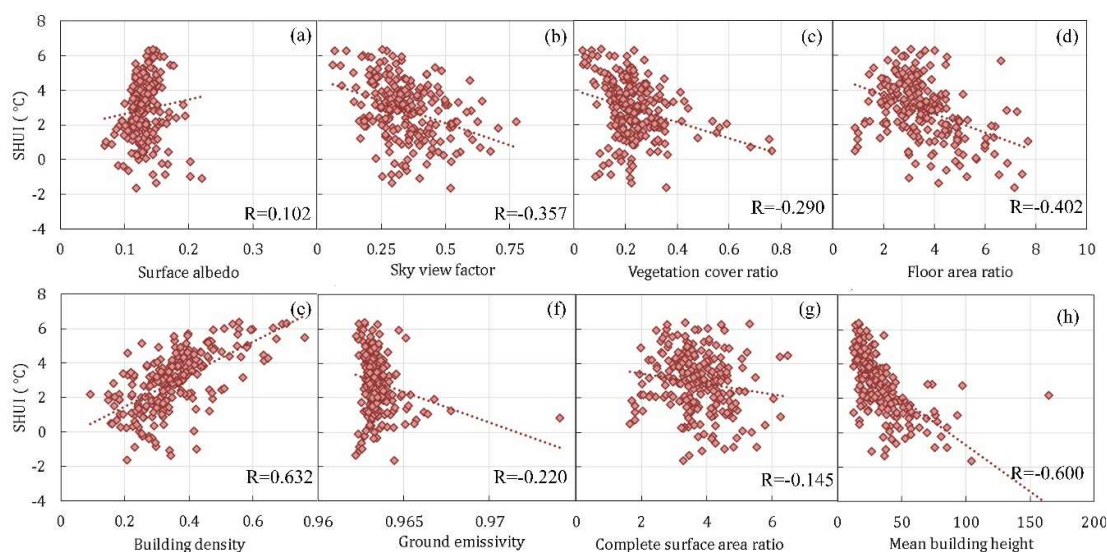 8
6
4
2
0
-2
-4
SHUI ( °C)
(a)
R=0.102
0 0.1 0.2 0.3
Surface albedo
(b)
R=-0.357
0 0.25 0.5 0.75
Sky view factor
(c)
R=-0.290
0 0.2 0.4 0.6 0.8
Vegetation cover ratio
(d)
R=-0.402
0 2 4 6 8 10
Floor area ratio
8
6
4
2
0
-2
-4
SHUI ( °C)
(e)
R=0.632
0 0.2 0.4 0.6
Building density
(f)
R=-0.220
0.96 0.965 0.97
Ground emissivity
(g)
R=-0.145
0 2 4 6
Complete surface area ratio
(h)
R=-0.600
0 50 100 150 200
Mean building height